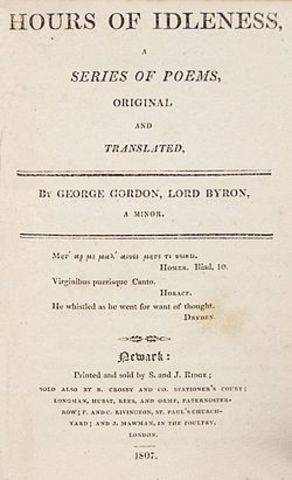 HOURS OF IDLENESS,
A
SERIES OF POEMS,
ORIGINAL
AND
TRANSLATED,
BY GEORGE GORDON, LORD BYRON,
A MINOR.
HOMER. Iliad, 10.
Virginibus puerisque Canto.
HORACE.
He whistled as he went for want of thought.
DRYDEN.
Newark:
Printed and sold by S. and J. RIDGE;
SOLD ALSO BY B. CROSBY AND CO. STATIONER'S COURT;
LONGMAN, HURST, REES, AND ORME, PATERNOSTER-
ROW; F. AND C. RIVINGTON, ST. PAUL'S CHURCH-
YARD; AND J. MAWMAN, IN THE POULTRY,
LONDON.
1807.